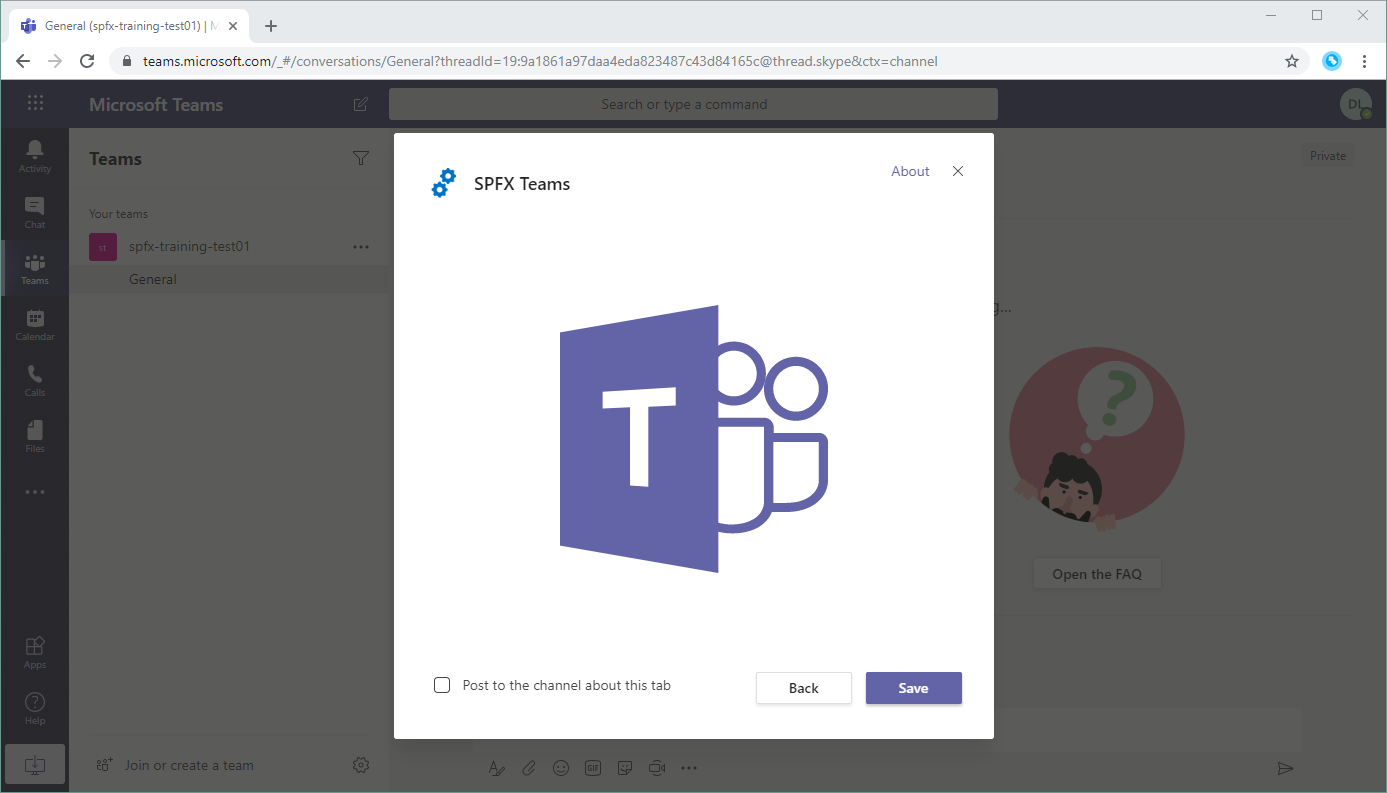 General (spfx-training-test01) | M
teams.microsoft.com/_#/conversations/General?threadId=19:9a1861a97daa4eda823487c43d84165c@thread.skype&ctx=channel
Microsoft Teams
Search or type a command
DL
Activity
Chat
Teams
Calendar
Calls
Files
Apps
Help
Teams
Your teams
st
spfx-training-test01
General
Join or create a team
Private
g...
?
Open the FAQ
GIF
SPFX Teams
About
T
Post to the channel about this tab
Back
Save